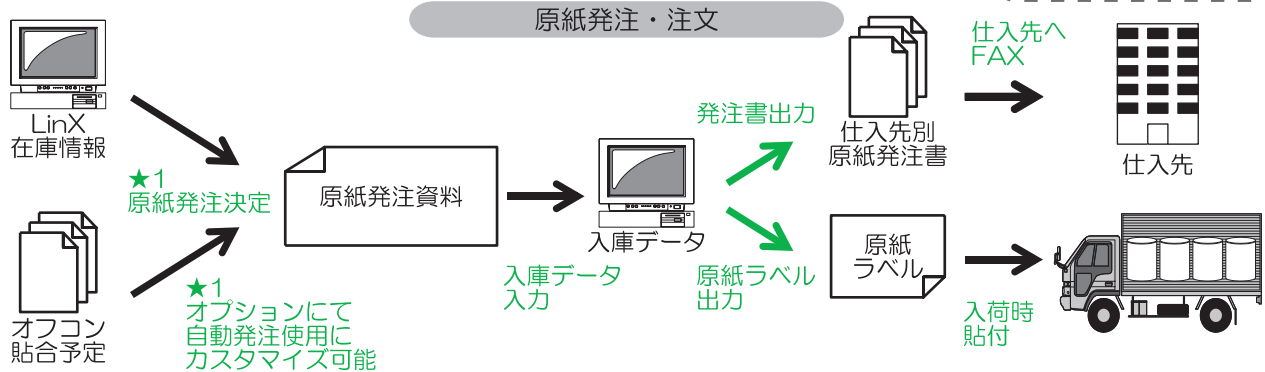 原紙発注・注文
LinX
在庫情報
★1
原紙発注決定
オフコン
貼合予定
★1
オプションにて
自動発注使用に
カスタマイズ可能
原紙発注資料
入庫データ
入庫データ
入力
発注書出力
原紙ラベル
出力
仕入先別
原紙発注書
原紙
ラベル
仕入先へ
FAX
仕入先
入荷時
貼付